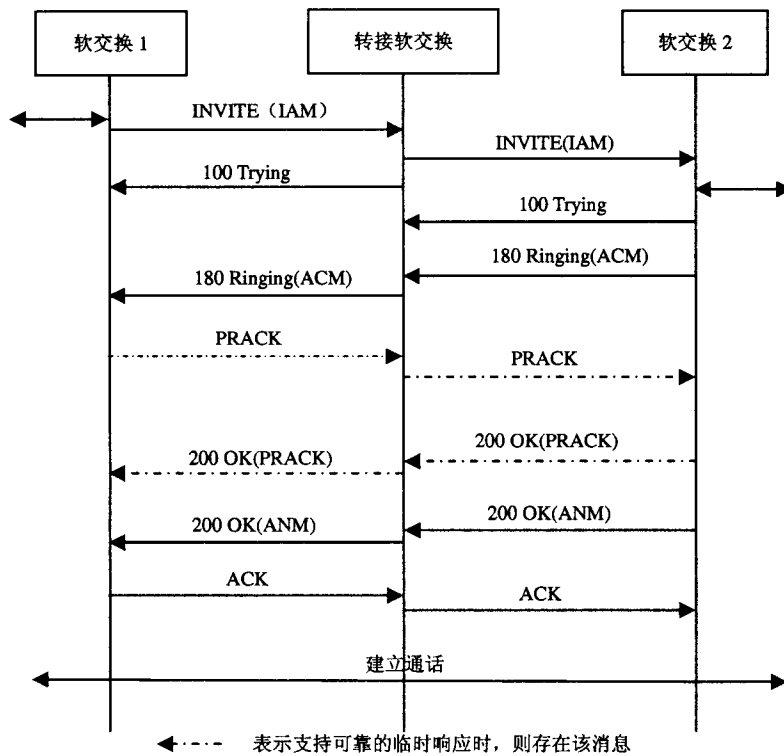 软交换 1
转接软交换
软交换 2
INVITE（IAM）
INVITE(IAM)
100 Trying
100 Trying
180 Ringing(ACM)
180 Ringing(ACM)
PRACK
PRACK
200 OK(PRACK)
200 OK(PRACK)
200 OK(ANM)
200 OK(ANM)
ACK
ACK
建立通话
表示支持可靠的临时响应时，则存在该消息